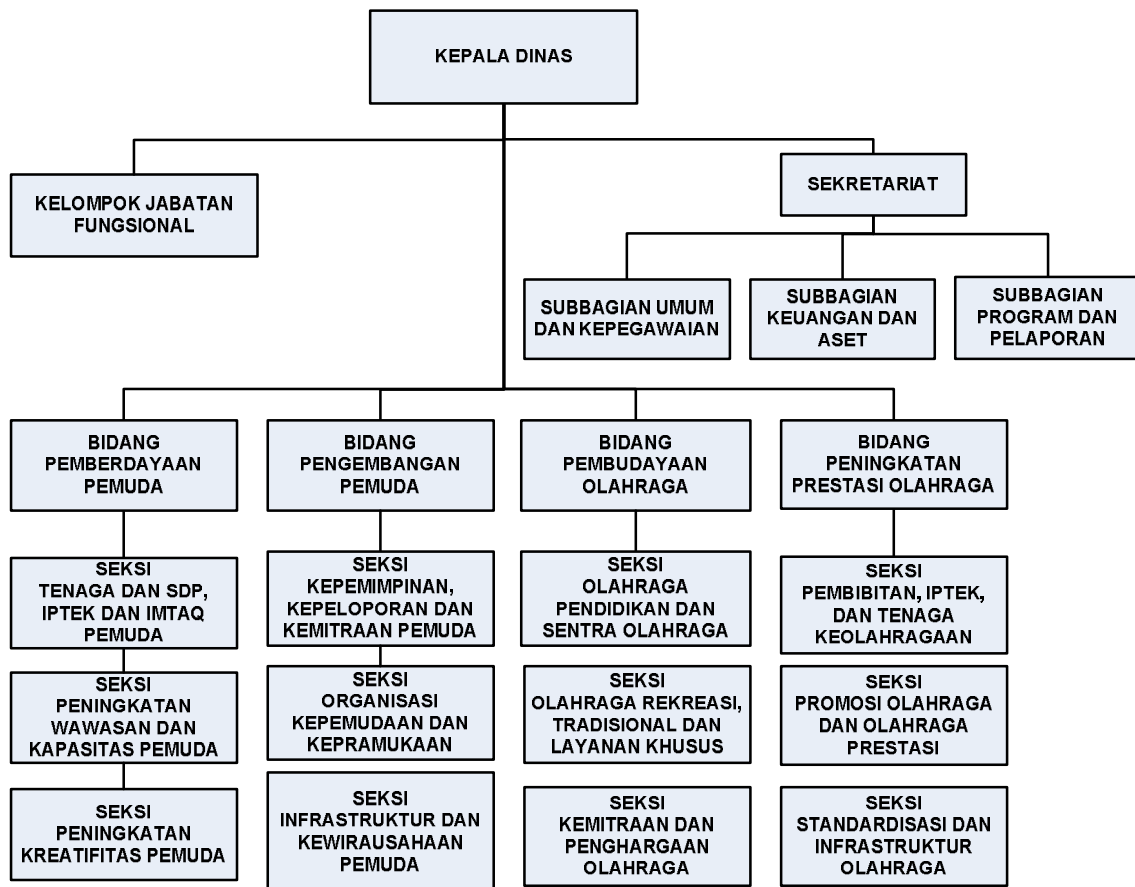 KEPALA DINAS
KELOMPOK JABATAN
FUNGSIONAL
SEKRETARIAT
SUBBAGIAN UMUM
DAN KEPEGAWAIAN
SUBBAGIAN
KEUANGAN DAN
ASET
SUBBAGIAN
PROGRAM DAN
PELAPORAN
BIDANG
PEMBERDAYAAN
PEMUDA
BIDANG
PENGEMBANGAN
PEMUDA
BIDANG
PEMBUDAYAAN
OLAHRAGA
BIDANG
PENINGKATAN
PRESTASI OLAHRAGA
SEKSI
TENAGA DAN SDP,
IPTEK DAN IMTAQ
PEMUDA
SEKSI
KEPEMIMPINAN,
KEPELOPORAN DAN
KEMITRAAN PEMUDA
SEKSI
OLAHRAGA
PENDIDIKAN DAN
SENTRA OLAHRAGA
SEKSI
PEMBIBITAN, IPTEK,
DAN TENAGA
KEOLAHRAGAAN
SEKSI
PENINGKATAN
WAWASAN DAN
KAPASITAS PEMUDA
SEKSI
ORGANISASI
KEPEMUDAAN DAN
KEPRAMUKAAN
SEKSI
OLAHRAGA REKREASI,
TRADISIONAL DAN
LAYANAN KHUSUS
SEKSI
PROMOSI OLAHRAGA
DAN OLAHRAGA
PRESTASI
SEKSI
PENINGKATAN
KREATIFITAS PEMUDA
SEKSI
INFRASTRUKTUR DAN
KEWIRAUSAHAAN
PEMUDA
SEKSI
KEMITRAAN DAN
PENGHARGAAN
OLAHRAGA
SEKSI
STANDARDISASI DAN
INFRASTRUKTUR
OLAHRAGA